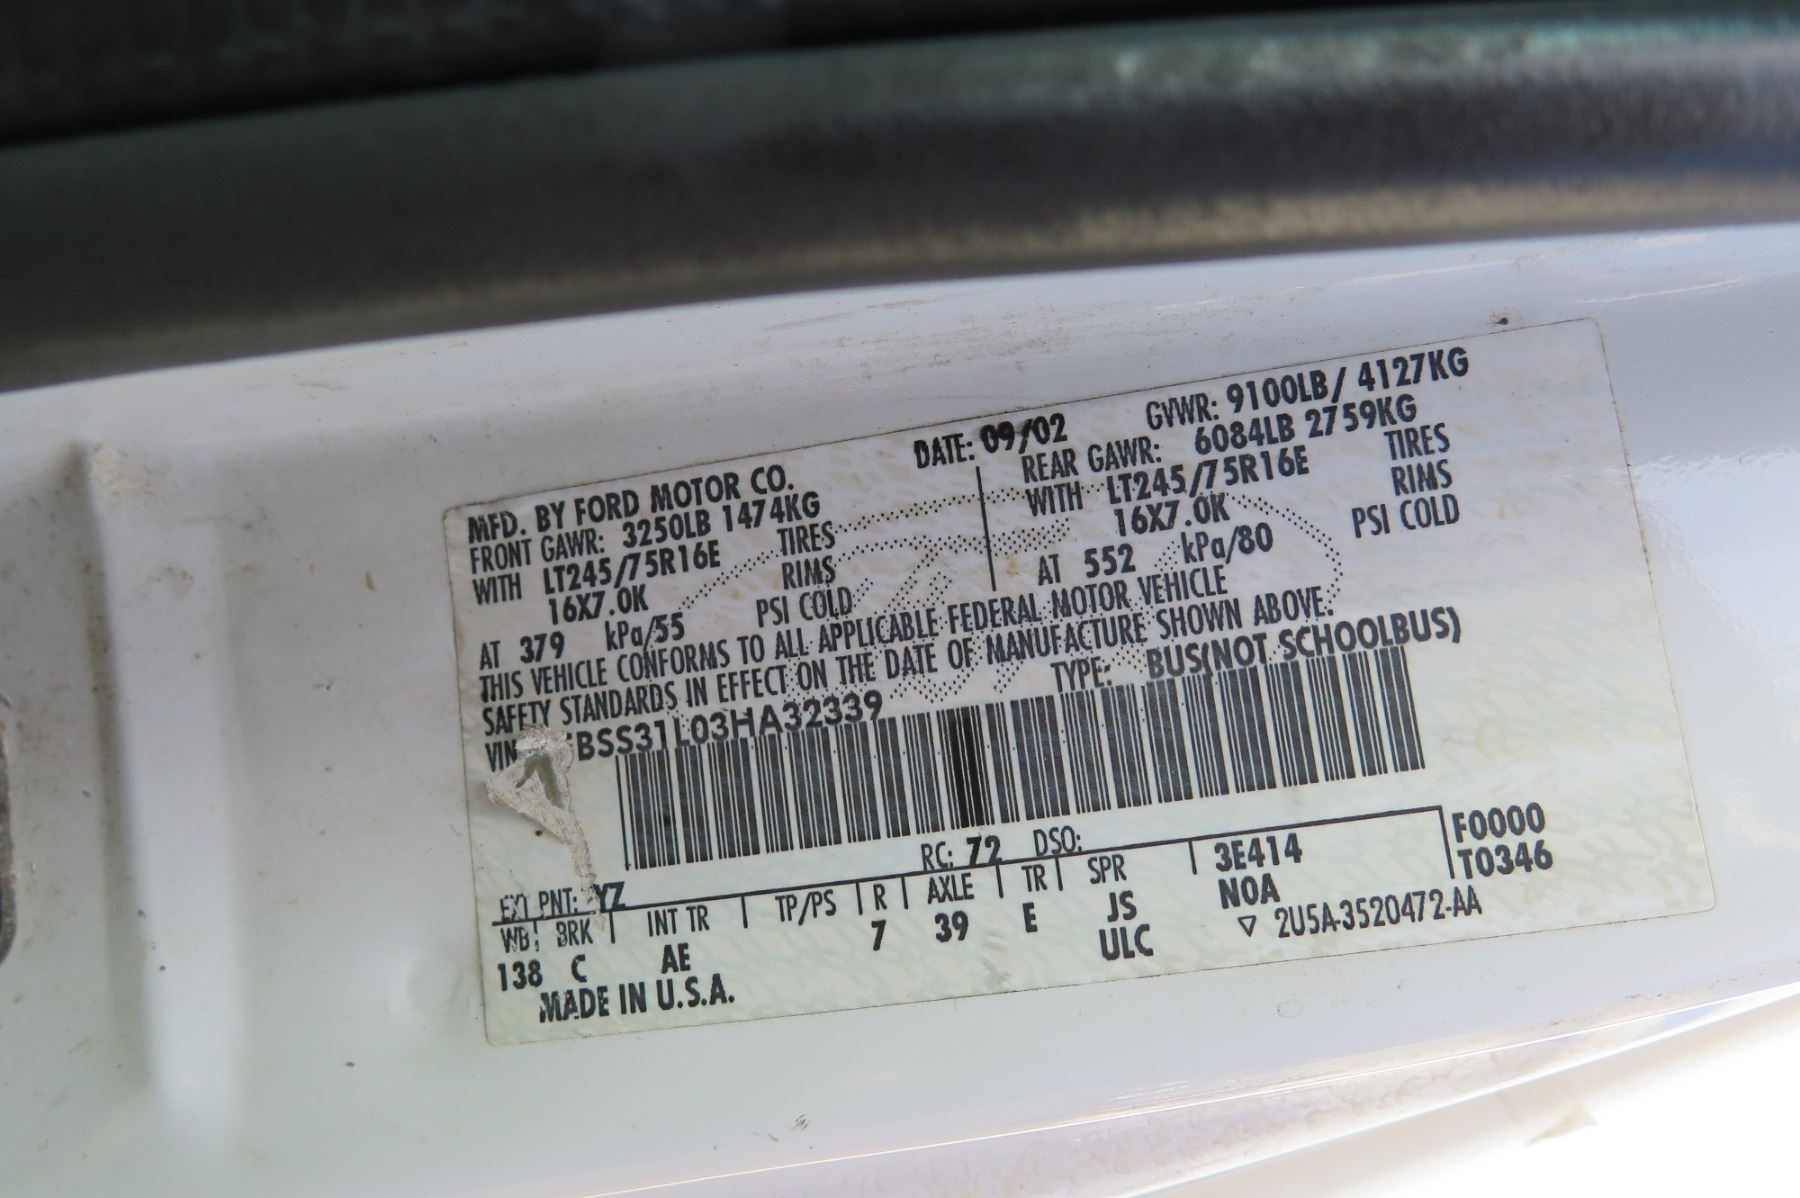 MFD. BY FORD MOTOR CO. DATE: 09/02 GVWR: 9100LB/ 4127KG
FRONT GAWR: 3250LB 1474KG REAR GAWR: 6084LB 2759KG
WITH LT245/75R16E TIRES WITH LT245/75R16E TIRES
16X7.0K RIMS 16X7.0K RIMS
AT 379 kPa/55 PSI COLD AT 552 kPa/80 PSI COLD
THIS VEHICLE CONFORMS TO ALL APPLICABLE FEDERAL MOTOR VEHICLE
SAFETY STANDARDS IN EFFECT ON THE DATE OF MANUFACTURE SHOWN ABOVE.
VIN BSS31L03HA32339 TYPE: BUS(NOT SCHOOLBUS)
EXT PNT: YZ RC: 72 DSO:
WB BRK INT TR TP/PS R AXLE TR SPR 3E414 F0000
138 C AE 7 39 E JS N0A T0346
ULC ▽ 2U5A-3520472-AA
MADE IN U.S.A.